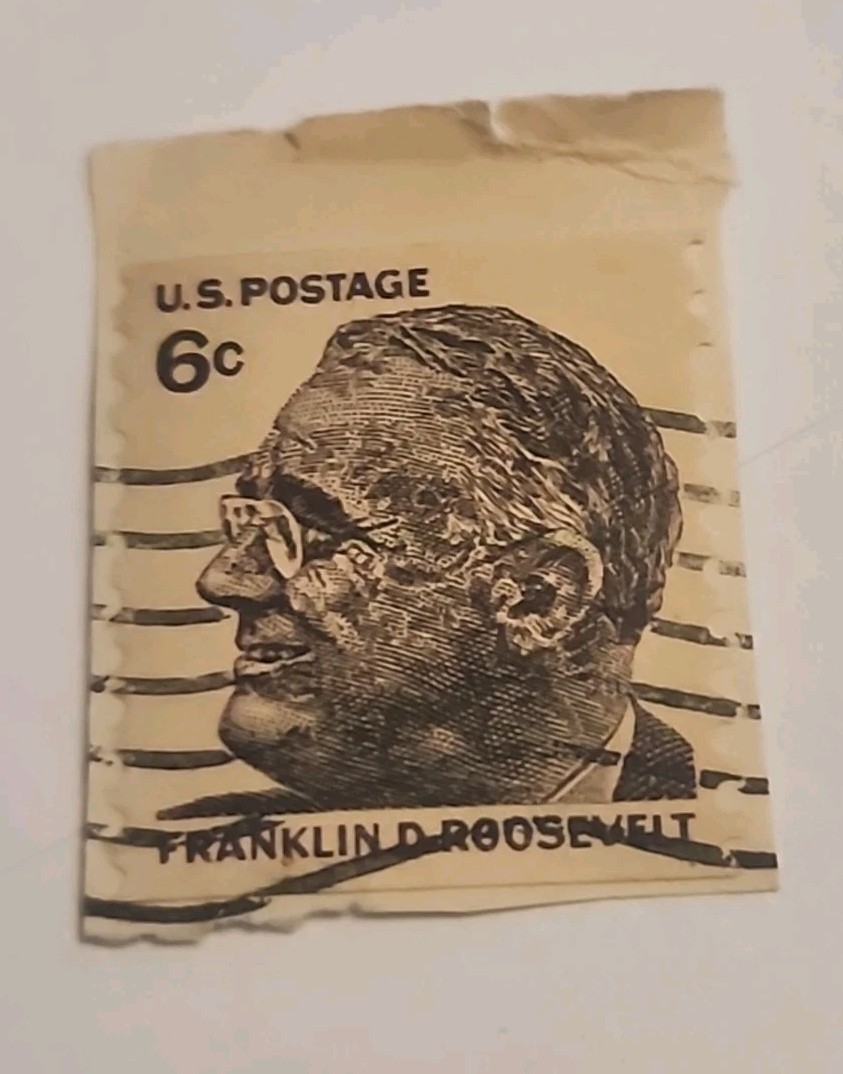 U.S. POSTAGE
6c
FRANKLIN D. ROOSEVELT